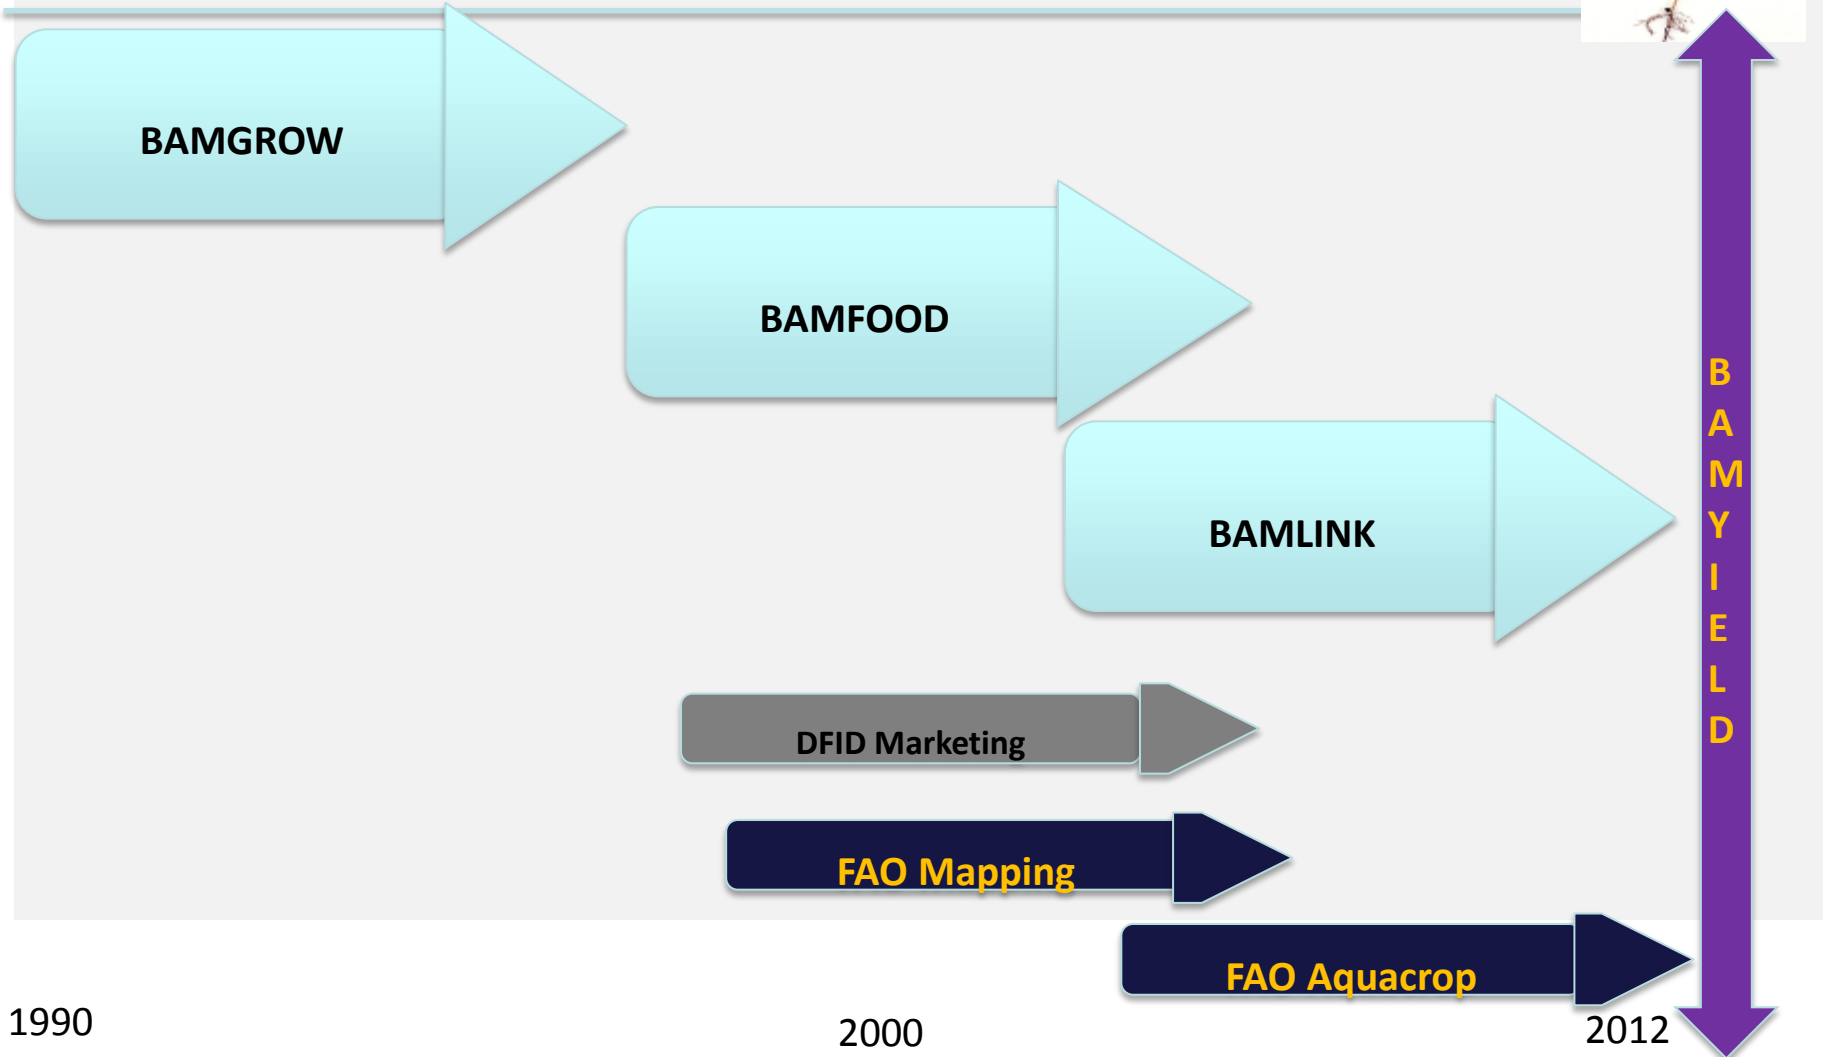 BAMGROW
BAMFOOD
BAMLINK
B
A
M
Y
I
E
L
D
DFID Marketing
FAO Mapping
FAO Aquacrop
1990
2000
2012